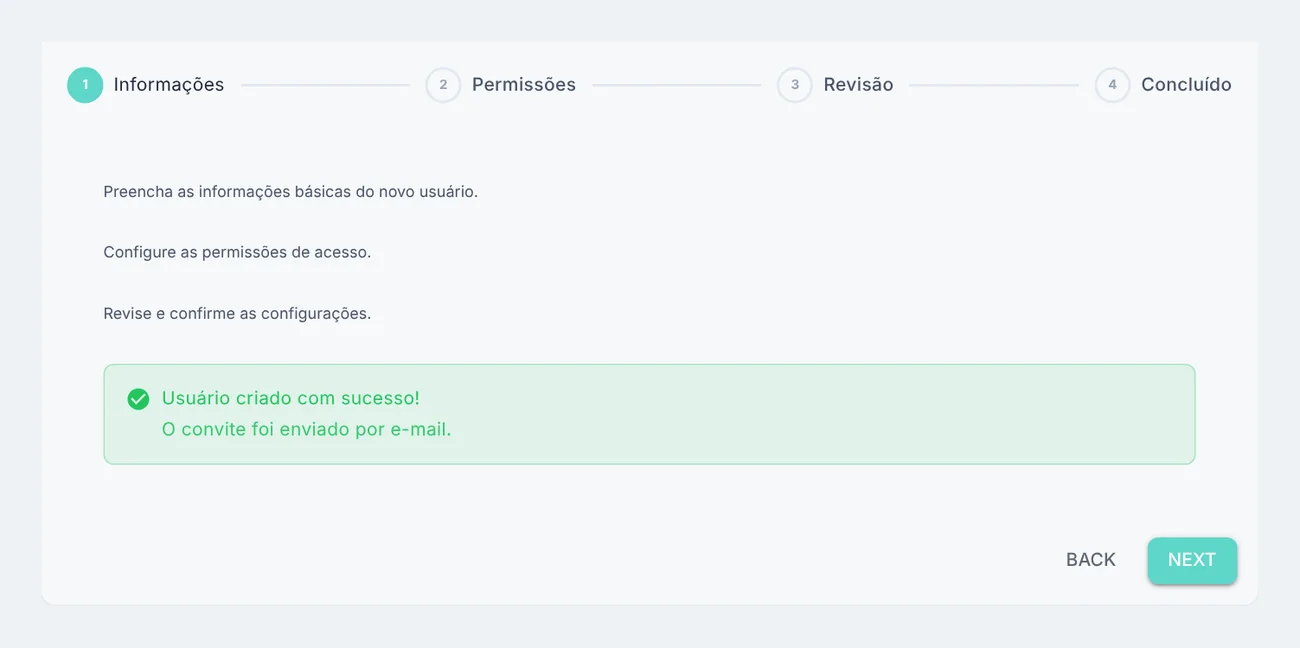 1 Informações 2 Permissões 3 Revisão 4 Concluído
Preencha as informações básicas do novo usuário.
Configure as permissões de acesso.
Revise e confirme as configurações.
Usuário criado com sucesso!
O convite foi enviado por e-mail.
BACK NEXT